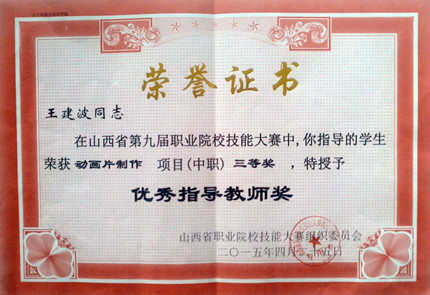 荣誉证书
王建波同志
在山西省第九届职业院校技能大赛中,你指导的学生
荣获 动画片制作 项目(中职) 三等奖 ，特授予
优秀指导教师奖
山西省职业院校技能大赛组织委员会
二〇一五年四月二十五日